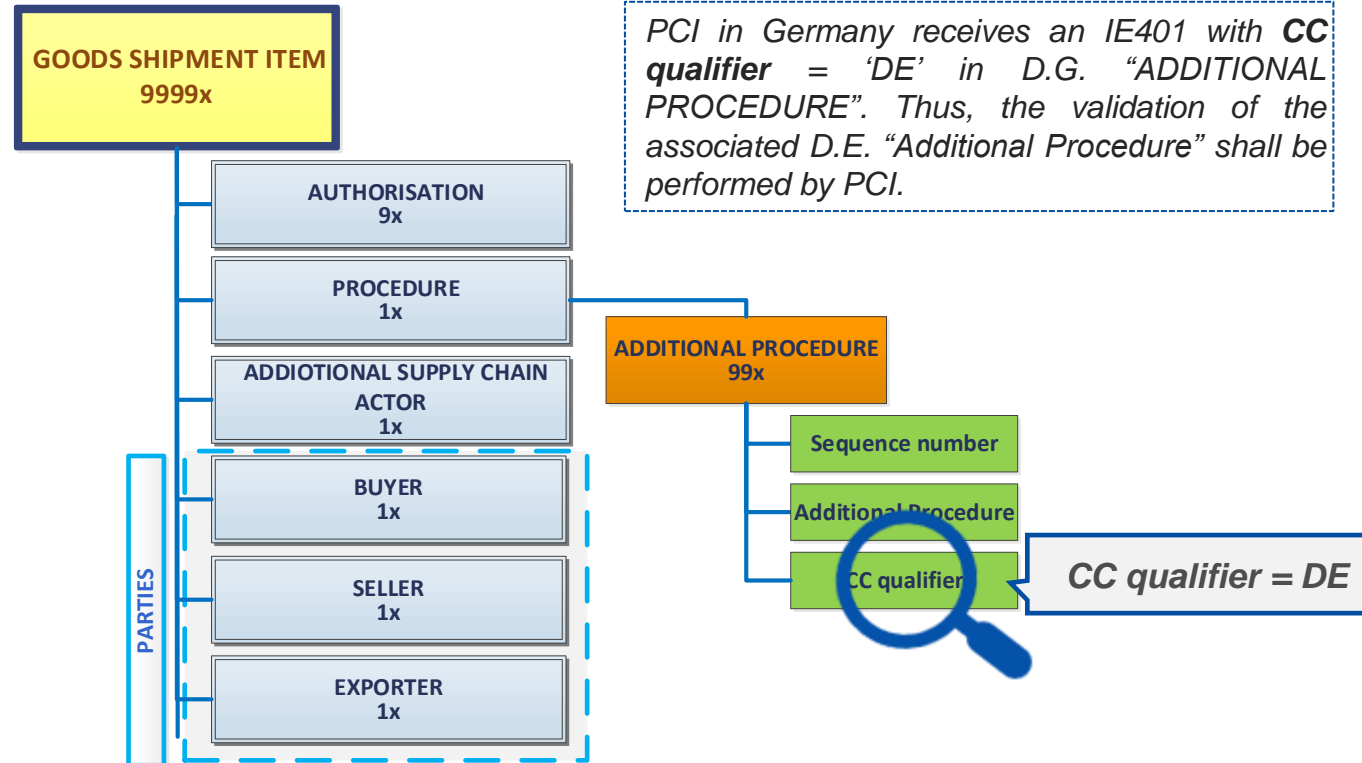 GOODS SHIPMENT ITEM
9999x
PCI in Germany receives an IE401 with CC
qualifier = ‘DE’ in D.G. “ADDITIONAL
PROCEDURE”. Thus, the validation of the
associated D.E. “Additional Procedure” shall be
performed by PCI.
AUTHORISATION
9x
PROCEDURE
1x
ADDITIONAL PROCEDURE
99x
ADDIOTIONAL SUPPLY CHAIN
ACTOR
1x
Sequence number
Additional Procedure
CC qualifier
CC qualifier = DE
PARTIES
BUYER
1x
SELLER
1x
EXPORTER
1x